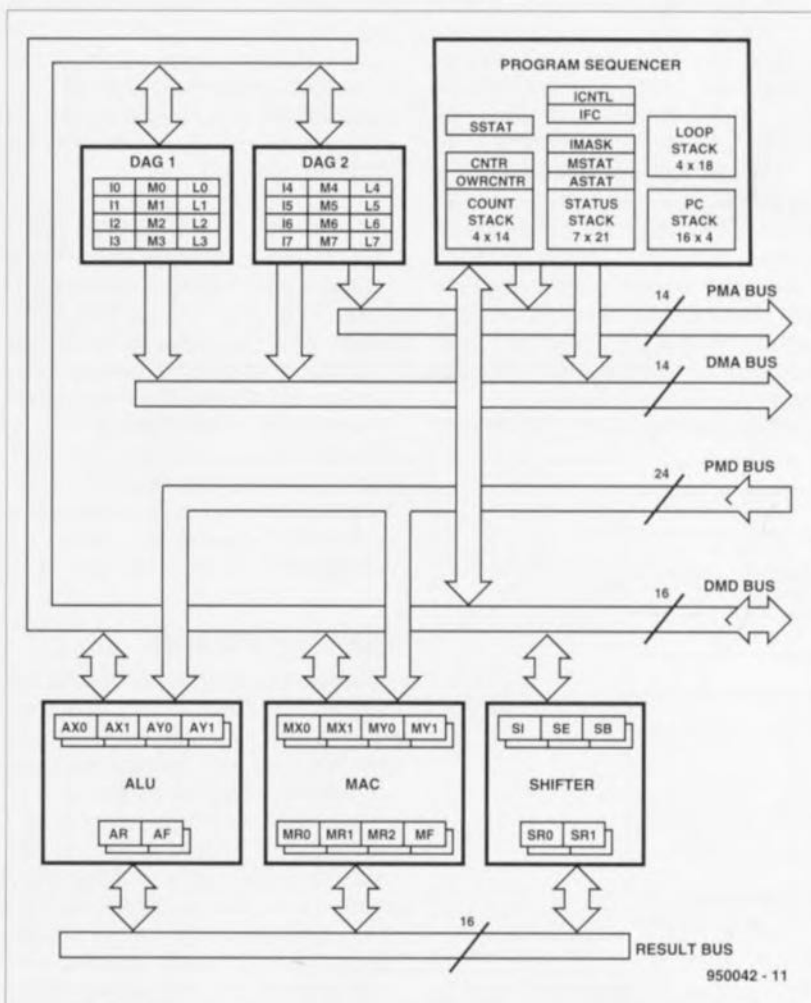 PROGRAM SEQUENCER
ICNTL
IFC
SSTAT
IMASK
CNTR
MSTAT
OWRCNTR
ASTAT
COUNT
STACK
4 x 14
STATUS
STACK
7 x 21
LOOP
STACK
4 x 18
PC
STACK
16 x 4
DAG 1
I0 M0 L0
I1 M1 L1
I2 M2 L2
I3 M3 L3
DAG 2
I4 M4 L4
I5 M5 L5
I6 M6 L6
I7 M7 L7
14 PMA BUS
14 DMA BUS
24 PMD BUS
16 DMD BUS
AX0 AX1 AY0 AY1
ALU
AR AF
MX0 MX1 MY0 MY1
MAC
MR0 MR1 MR2 MF
SI SE SB
SHIFTER
SR0 SR1
16
RESULT BUS
950042 - 11